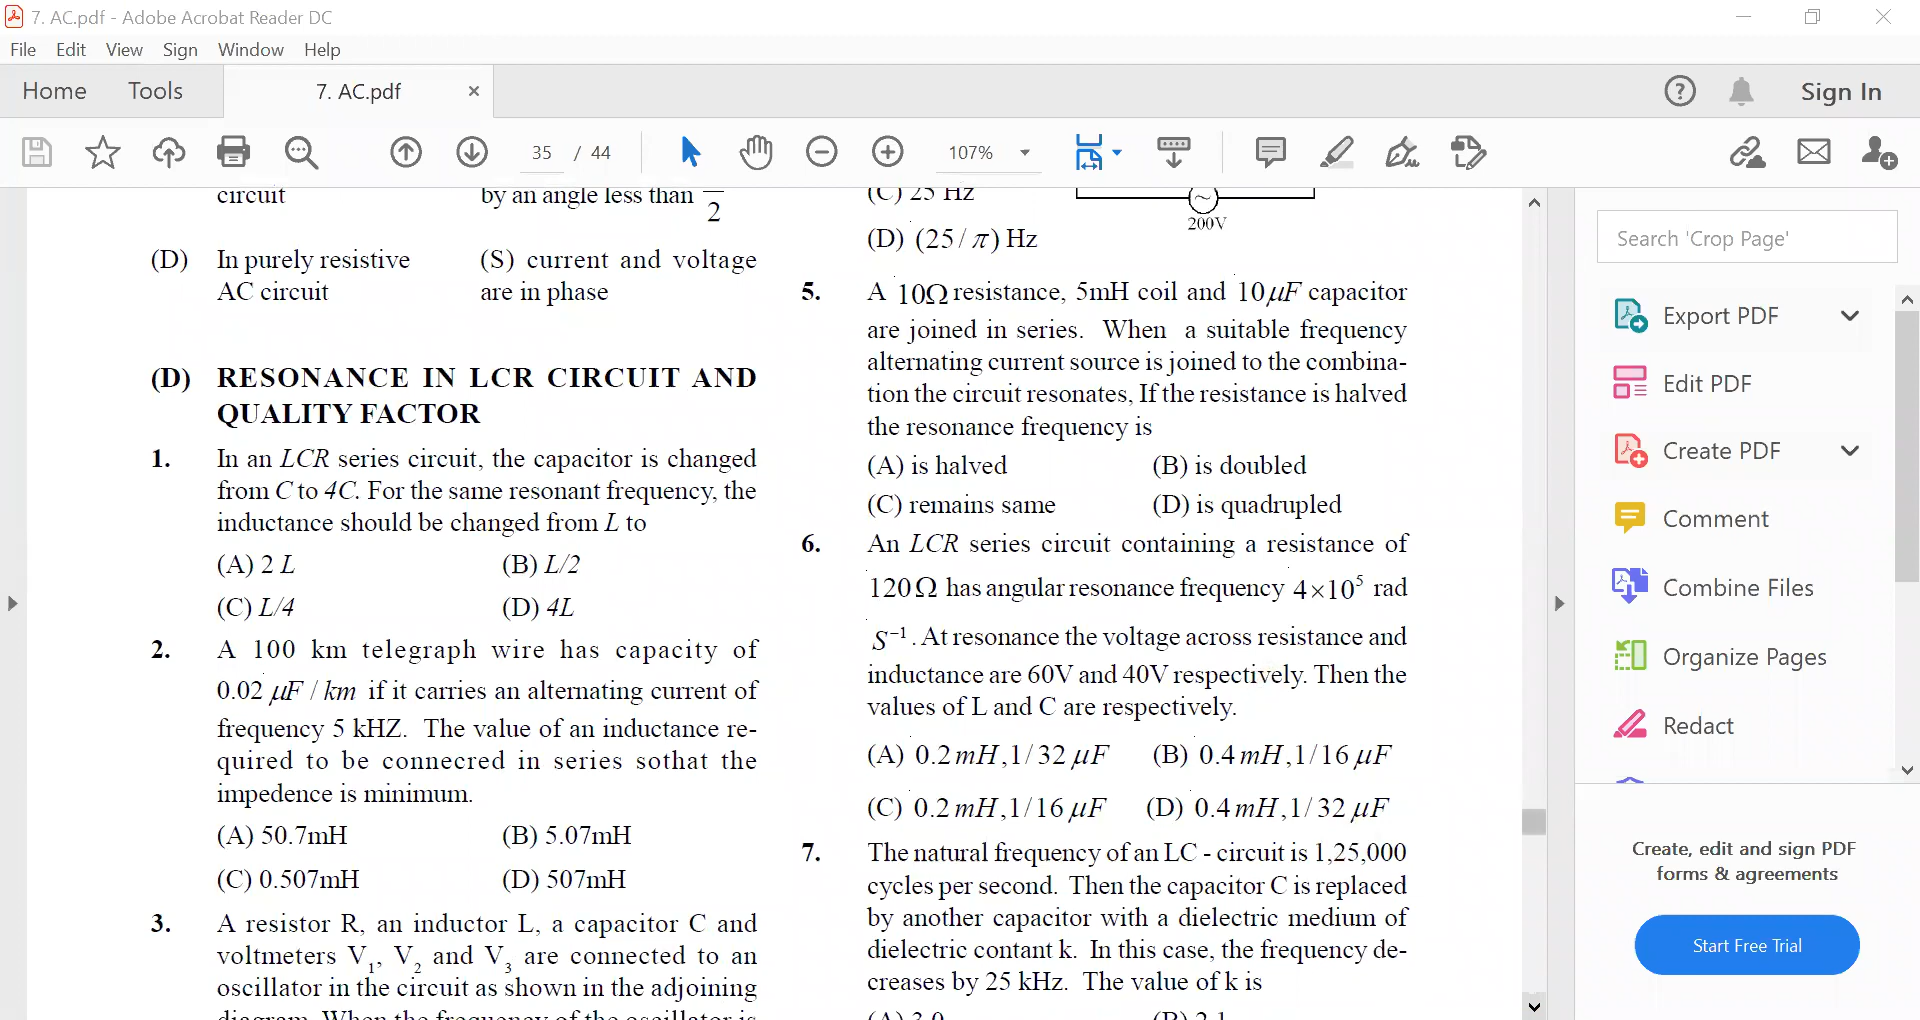 7. AC.pdf - Adobe Acrobat Reader DC
File Edit View Sign Window Help
Home Tools 7. AC.pdf × Sign In
35 / 44 107%
circuit by an angle less than 2
(D) In purely resistive (S) current and voltage
AC circuit are in phase
(D) RESONANCE IN LCR CIRCUIT AND
QUALITY FACTOR
1. In an LCR series circuit, the capacitor is changed
from C to 4C. For the same resonant frequency, the
inductance should be changed from L to
(A) 2 L (B) L/2
(C) L/4 (D) 4L
2. A 100 km telegraph wire has capacity of
0.02 μF / km if it carries an alternating current of
frequency 5 kHZ. The value of an inductance re-
quired to be connecred in series sothat the
impedence is minimum.
(A) 50.7mH (B) 5.07mH
(C) 0.507mH (D) 507mH
3. A resistor R, an inductor L, a capacitor C and
voltmeters V₁, V₂ and V₃ are connected to an
oscillator in the circuit as shown in the adjoining
diagram. When the frequency of the oscillator is
(C) 25 Hz
200V
(D) (25/ π) Hz
5. A 10Ω resistance, 5mH coil and 10 μF capacitor
are joined in series. When a suitable frequency
alternating current source is joined to the combina-
tion the circuit resonates, If the resistance is halved
the resonance frequency is
(A) is halved (B) is doubled
(C) remains same (D) is quadrupled
6. An LCR series circuit containing a resistance of
120 Ω has angular resonance frequency 4×10⁵ rad
S⁻¹. At resonance the voltage across resistance and
inductance are 60V and 40V respectively. Then the
values of L and C are respectively.
(A) 0.2 mH,1/ 32 μF (B) 0.4 mH,1/16 μF
(C) 0.2 mH,1/16 μF (D) 0.4 mH,1/ 32 μF
7. The natural frequency of an LC - circuit is 1,25,000
cycles per second. Then the capacitor C is replaced
by another capacitor with a dielectric medium of
dielectric contant k. In this case, the frequency de-
creases by 25 kHz. The value of k is
(A) 3.0 (B) 2.1
Search 'Crop Page'
Export PDF
Edit PDF
Create PDF
Comment
Combine Files
Organize Pages
Redact
Create, edit and sign PDF
forms & agreements
Start Free Trial